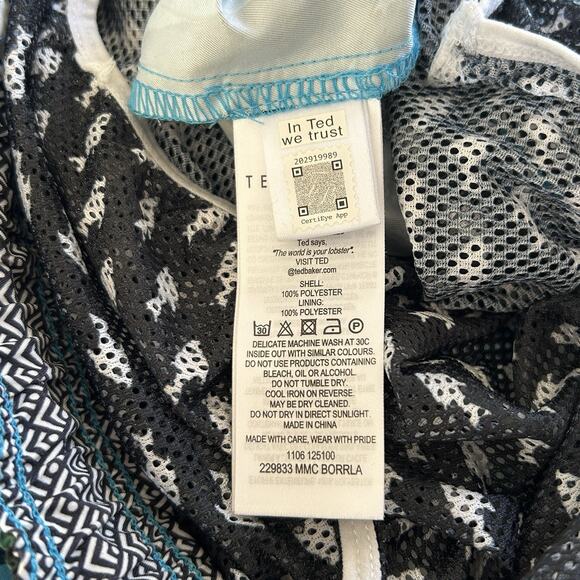 In Ted
we trust
202919989
CertiEye App
TE
Ted says,
"The world is your lobster".
VISIT TED
@tedbaker.com
SHELL:
100% POLYESTER
LINING:
100% POLYESTER
30
P
DELICATE MACHINE WASH AT 30C
INSIDE OUT WITH SIMILAR COLOURS.
DO NOT USE PRODUCTS CONTAINING
BLEACH, OIL OR ALCOHOL.
DO NOT TUMBLE DRY.
COOL IRON ON REVERSE
MAY BE DRY CLEANED.
DO NOT DRY IN DIRECT SUNLIGHT.
MADE IN CHINA
MADE WITH CARE, WEAR WITH PRIDE
1106 125100
229833 MMC BORRLA